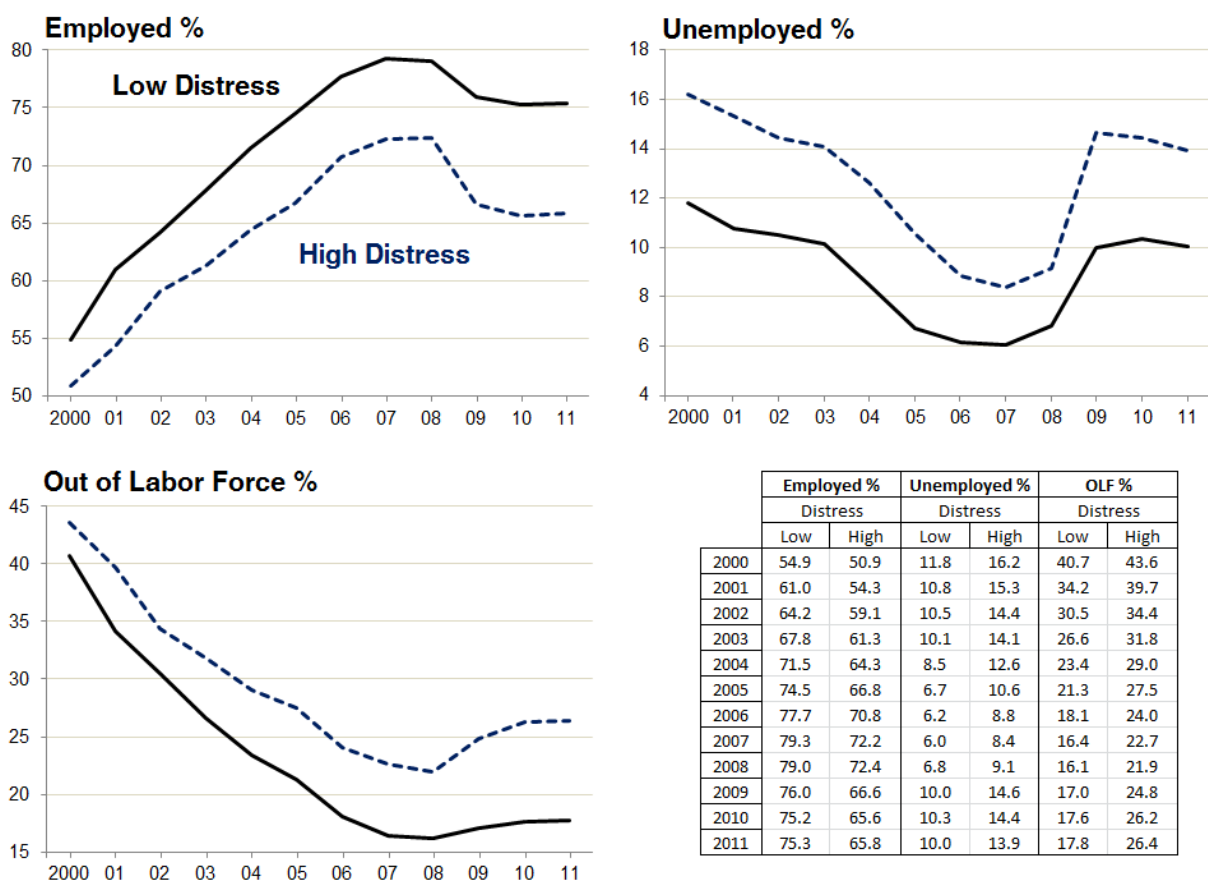 Employed %
80
75
70
65
60
55
50
Low Distress
High Distress
2000 01 02 03 04 05 06 07 08 09 10 11
Unemployed %
18
16
14
12
10
8
6
4
2000 01 02 03 04 05 06 07 08 09 10 11
Out of Labor Force %
45
40
35
30
25
20
15
2000 01 02 03 04 05 06 07 08 09 10 11
Employed % Unemployed % OLF %
Distress Distress Distress
Low High Low High Low High
2000 54.9 50.9 11.8 16.2 40.7 43.6
2001 61.0 54.3 10.8 15.3 34.2 39.7
2002 64.2 59.1 10.5 14.4 30.5 34.4
2003 67.8 61.3 10.1 14.1 26.6 31.8
2004 71.5 64.3 8.5 12.6 23.4 29.0
2005 74.5 66.8 6.7 10.6 21.3 27.5
2006 77.7 70.8 6.2 8.8 18.1 24.0
2007 79.3 72.2 6.0 8.4 16.4 22.7
2008 79.0 72.4 6.8 9.1 16.1 21.9
2009 76.0 66.6 10.0 14.6 17.0 24.8
2010 75.2 65.6 10.3 14.4 17.6 26.2
2011 75.3 65.8 10.0 13.9 17.8 26.4